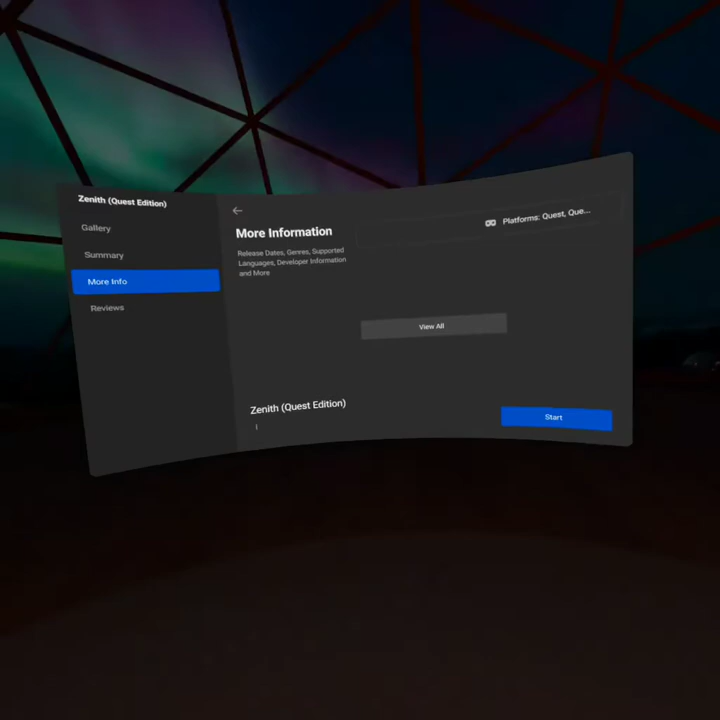 Zenith (Quest Edition)
Gallery
Summary
More Info
Reviews
More Information
Release Dates, Genres, Supported
Languages, Developer Information
and More
Platforms: Quest, Que...
View All
Zenith (Quest Edition)
Start